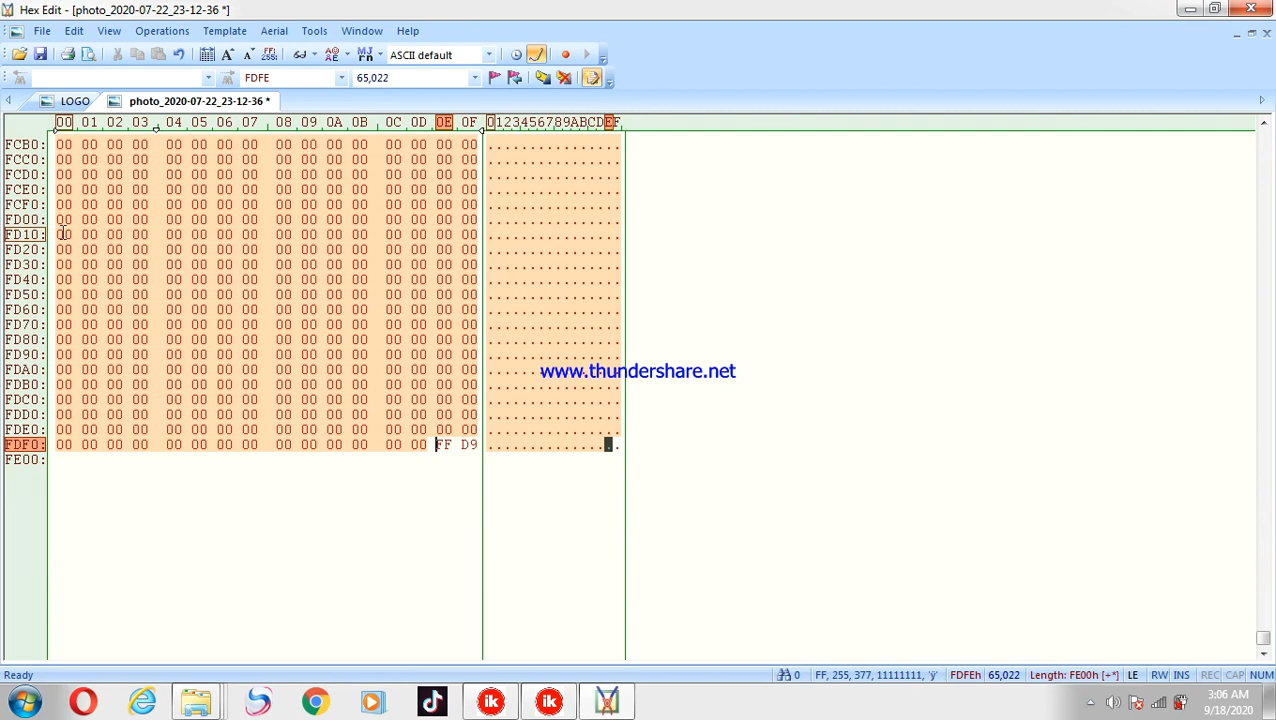 Hex Edit - [photo_2020-07-22_23-12-36 *]
File Edit View Operations Template Aerial Tools Window Help
ASCII default
FDFE 65,022
LOGO photo_2020-07-22_23-12-36 *
00 01 02 03 04 05 06 07 08 09 0A 0B 0C 0D 0E 0F 0123456789ABCDEF
FCB0: 00 00 00 00 00 00 00 00 00 00 00 00 00 00 00 00 ................
FCC0: 00 00 00 00 00 00 00 00 00 00 00 00 00 00 00 00 ................
FCD0: 00 00 00 00 00 00 00 00 00 00 00 00 00 00 00 00 ................
FCE0: 00 00 00 00 00 00 00 00 00 00 00 00 00 00 00 00 ................
FCF0: 00 00 00 00 00 00 00 00 00 00 00 00 00 00 00 00 ................
FD00: 00 00 00 00 00 00 00 00 00 00 00 00 00 00 00 00 ................
FD10: 00 00 00 00 00 00 00 00 00 00 00 00 00 00 00 00 ................
FD20: 00 00 00 00 00 00 00 00 00 00 00 00 00 00 00 00 ................
FD30: 00 00 00 00 00 00 00 00 00 00 00 00 00 00 00 00 ................
FD40: 00 00 00 00 00 00 00 00 00 00 00 00 00 00 00 00 ................
FD50: 00 00 00 00 00 00 00 00 00 00 00 00 00 00 00 00 ................
FD60: 00 00 00 00 00 00 00 00 00 00 00 00 00 00 00 00 ................
FD70: 00 00 00 00 00 00 00 00 00 00 00 00 00 00 00 00 ................
FD80: 00 00 00 00 00 00 00 00 00 00 00 00 00 00 00 00 ................
FD90: 00 00 00 00 00 00 00 00 00 00 00 00 00 00 00 00 ................
FDA0: 00 00 00 00 00 00 00 00 00 00 00 00 00 00 00 00 ................
www.thundershare.net
FDB0: 00 00 00 00 00 00 00 00 00 00 00 00 00 00 00 00 ................
FDC0: 00 00 00 00 00 00 00 00 00 00 00 00 00 00 00 00 ................
FDD0: 00 00 00 00 00 00 00 00 00 00 00 00 00 00 00 00 ................
FDE0: 00 00 00 00 00 00 00 00 00 00 00 00 00 00 00 00 ................
FDF0: 00 00 00 00 00 00 00 00 00 00 00 00 00 00 FF D9 ................
FE00:
Ready 0 FF, 255, 377, 11111111, 'ÿ' FDFEh 65,022 Length: FE00h [+*] LE RW INS REC CAP NUM
ik ik
3:06 AM
9/18/2020